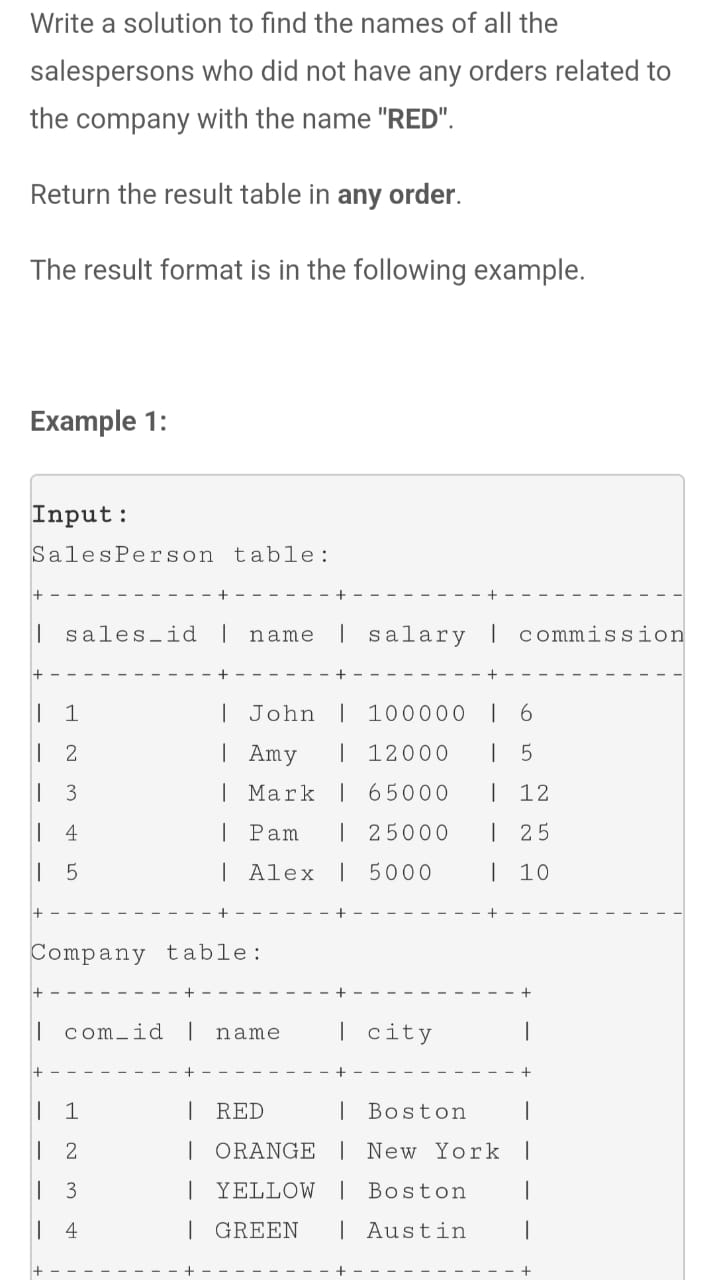 Write a solution to find the names of all the
salespersons who did not have any orders related to
the company with the name "RED".
Return the result table in any order.
The result format is in the following example.
Example 1:
Input:
SalesPerson table:
+-----------+------+--------+------------
| sales_id | name | salary | commission
+-----------+------+--------+------------
| 1 | John | 100000 | 6
| 2 | Amy | 12000 | 5
| 3 | Mark | 65000 | 12
| 4 | Pam | 25000 | 25
| 5 | Alex | 5000 | 10
+-----------+------+--------+------------
Company table:
+--------+--------+----------+
| com_id | name | city |
+--------+--------+----------+
| 1 | RED | Boston |
| 2 | ORANGE | New York |
| 3 | YELLOW | Boston |
| 4 | GREEN | Austin |
+--------+--------+----------+